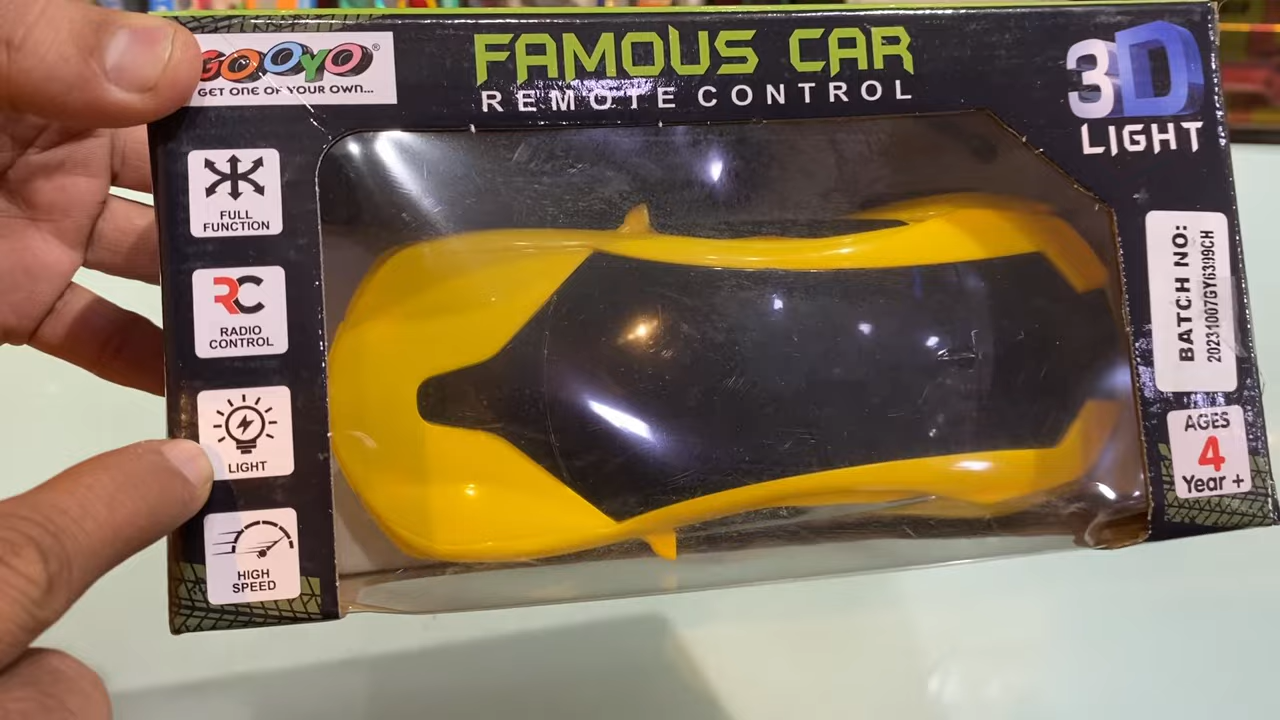 GOOYO®
GET ONE OF YOUR OWN...
FAMOUS CAR
REMOTE CONTROL
3D
LIGHT
FULL
FUNCTION
RC
RADIO
CONTROL
LIGHT
HIGH
SPEED
BATCH NO:
20231007GY6399CH
AGES
4
Year +